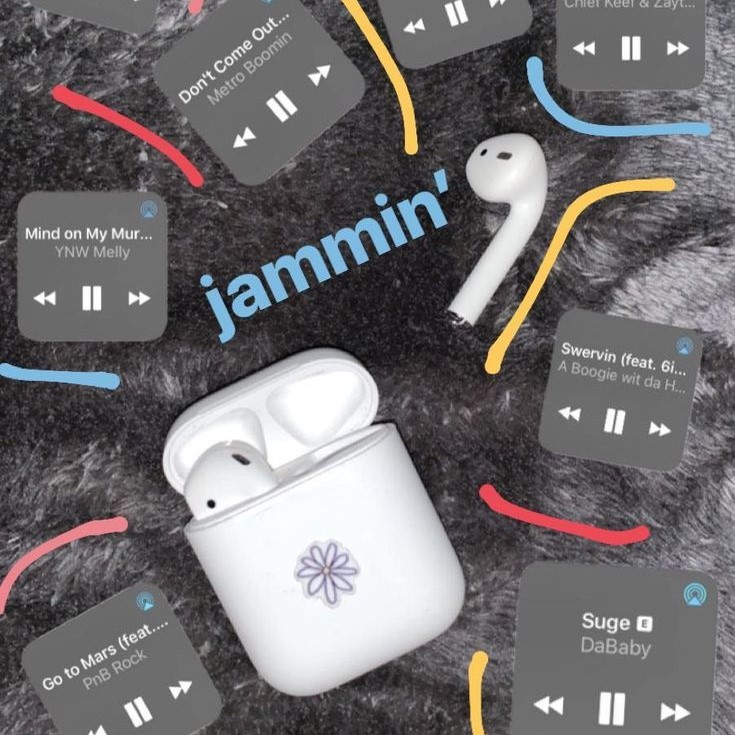 Chief Keef & Zayt...
Don't Come Out...
Metro Boomin
jammin'
Mind on My Mur...
YNW Melly
Swervin (feat. 6i...
A Boogie wit da H...
Go to Mars (feat....
PnB Rock
Suge E
DaBaby